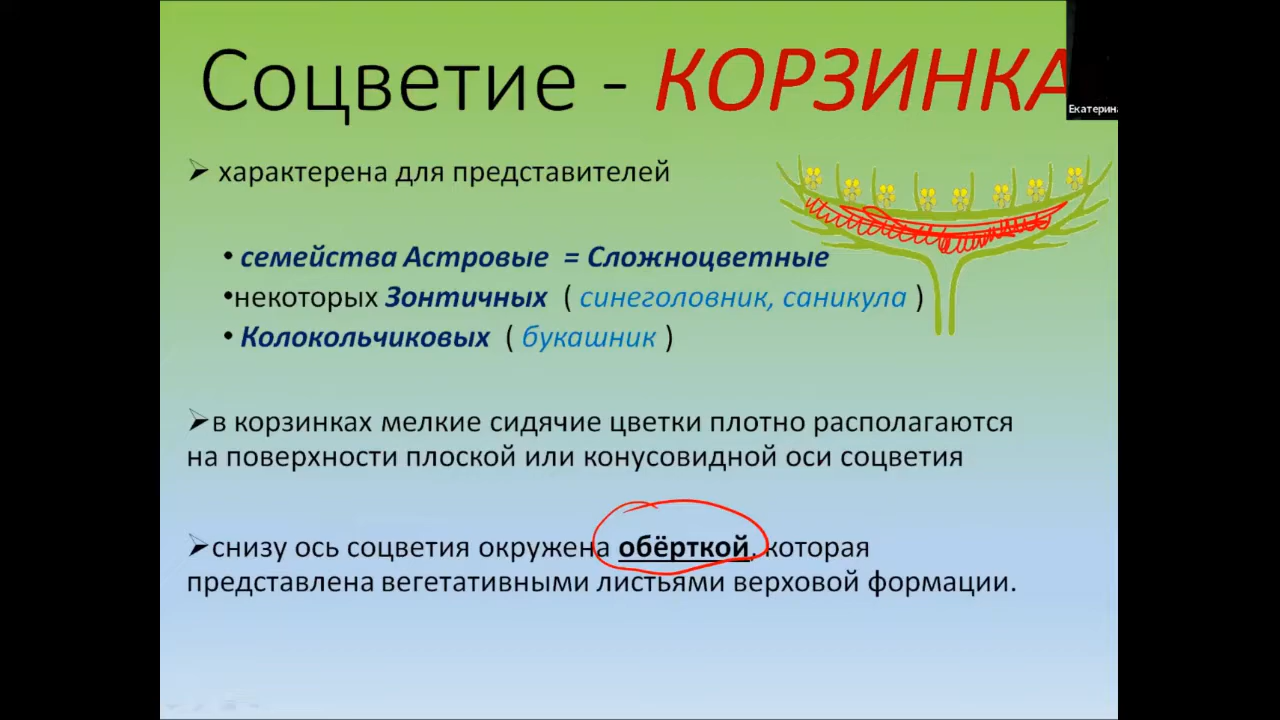 Соцветие - КОРЗИНКА
Екатерина
➢ характерена для представителей
• семейства Астровые = Сложноцветные
•некоторых Зонтичных ( синеголовник, саникула )
• Колокольчиковых ( букашник )
➢в корзинках мелкие сидячие цветки плотно располагаются
на поверхности плоской или конусовидной оси соцветия
➢снизу ось соцветия окружена обёрткой, которая
представлена вегетативными листьями верховой формации.